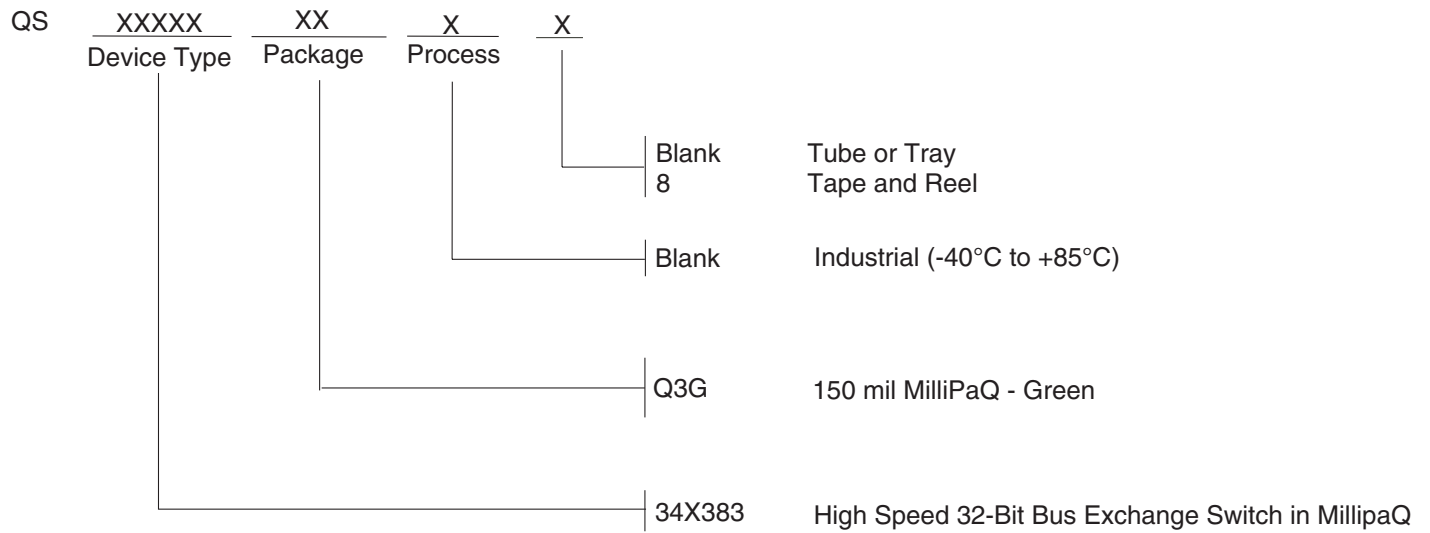 QS XXXXX XX X X
Device Type Package Process
Blank Tube or Tray
8 Tape and Reel
Blank Industrial (-40°C to +85°C)
Q3G 150 mil MilliPaQ - Green
34X383 High Speed 32-Bit Bus Exchange Switch in MillipaQ